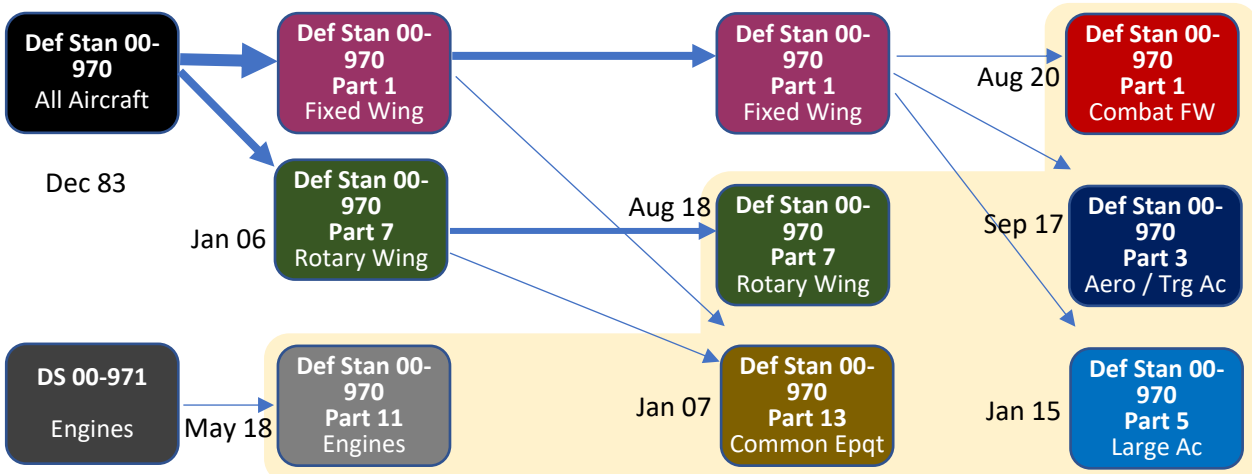 Def Stan 00-
970
All Aircraft
Def Stan 00-
970
Part 1
Fixed Wing
Def Stan 00-
970
Part 1
Fixed Wing
Aug 20
Def Stan 00-
970
Part 1
Combat FW
Dec 83
Jan 06
Def Stan 00-
970
Part 7
Rotary Wing
Aug 18
Def Stan 00-
970
Part 7
Rotary Wing
Sep 17
Def Stan 00-
970
Part 3
Aero / Trg Ac
DS 00-971
Engines
May 18
Def Stan 00-
970
Part 11
Engines
Jan 07
Def Stan 00-
970
Part 13
Common Epqt
Jan 15
Def Stan 00-
970
Part 5
Large Ac